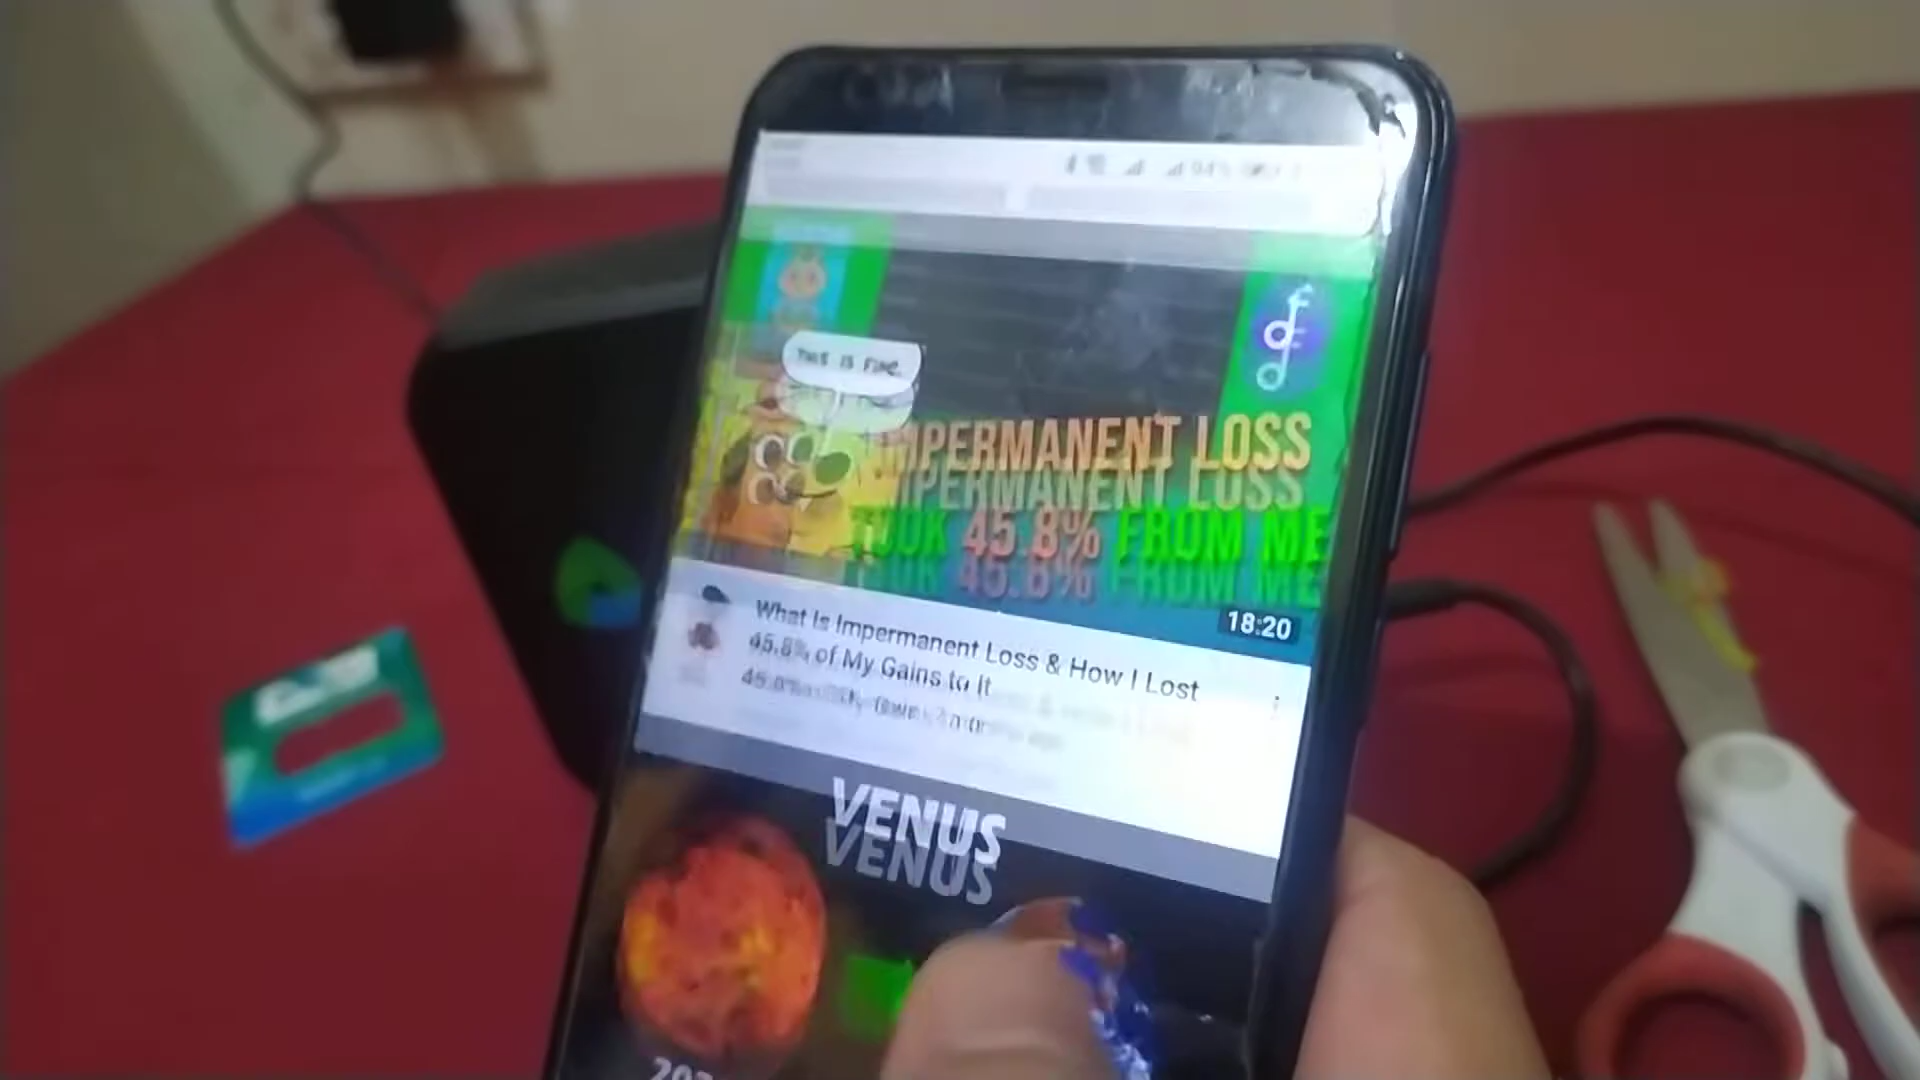 94%
THIS IS FINE.
IMPERMANENT LOSS
TOOK 45.8% FROM ME
18:20
What Is Impermanent Loss & How I Lost
45.8% of My Gains to It
VENUS